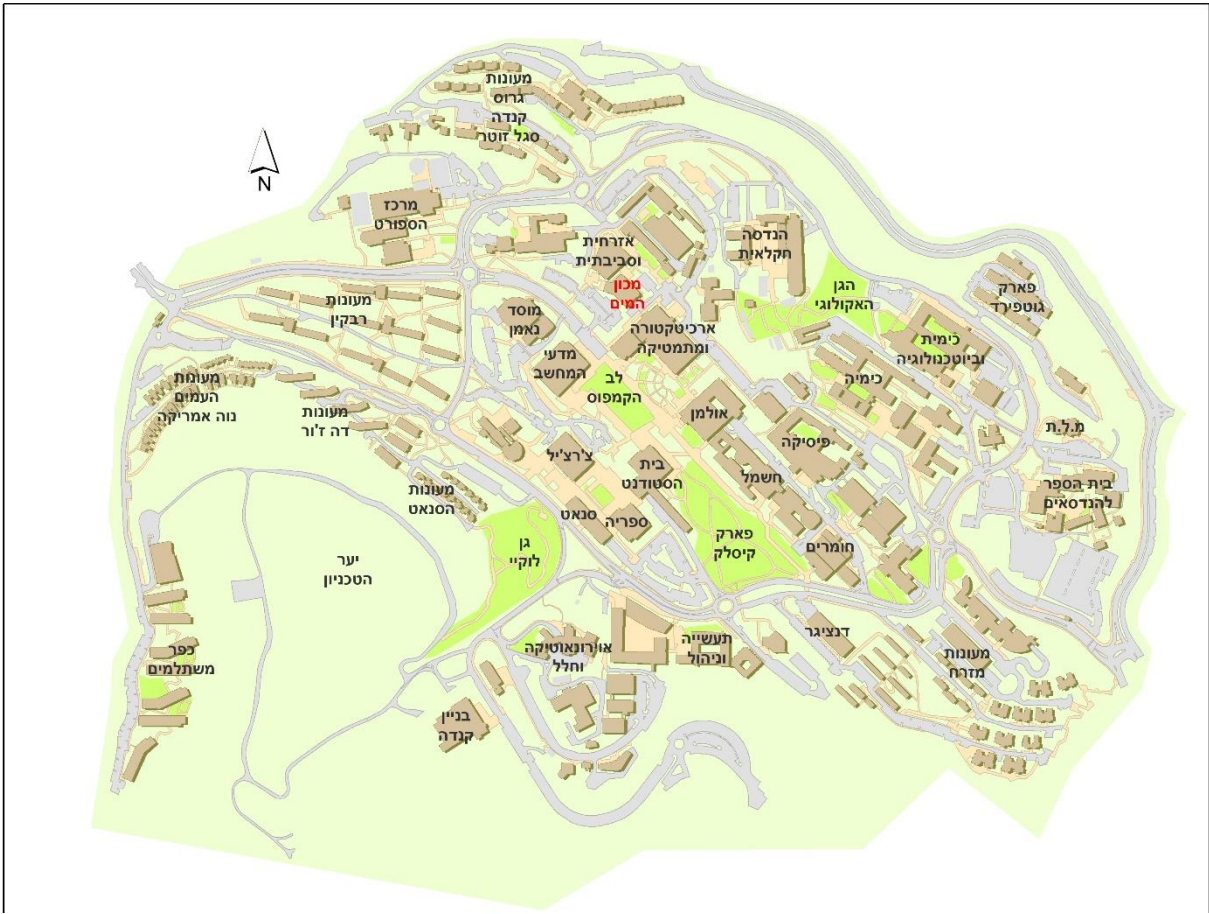 מעונות
גרוס
קנדה
סגל זוטר
N
מרכז
הספורט
אזרחית
וסביבתית
הנדסה
חקלאית
מכון
המים
הגן
האקולוגי
פארק
גוטפירד
מעונות
רבקין
מוסד
נאמן
ארכיטקטורה
ומתמטיקה
כימית
וביוטכנולוגיה
מדעי
המחשב
לב
הקמפוס
כימיה
מעונות
העמים
נוה אמריקה
מעונות
דה ז'ור
אולמן
פיסיקה
מ.ל.ת
צ'רצ'יל
בית
הסטודנט
חשמל
בית הספר
להנדסאים
מעונות
הסנאט
סנאט
ספריה
גן
לוקיי
פארק
קיסלק
חומרים
יער
הטכניון
כפר
משתלמים
אוירונאוטיקה
וחלל
תעשייה
וניהול
דנציגר
מעונות
מזרח
בניין
קנדה